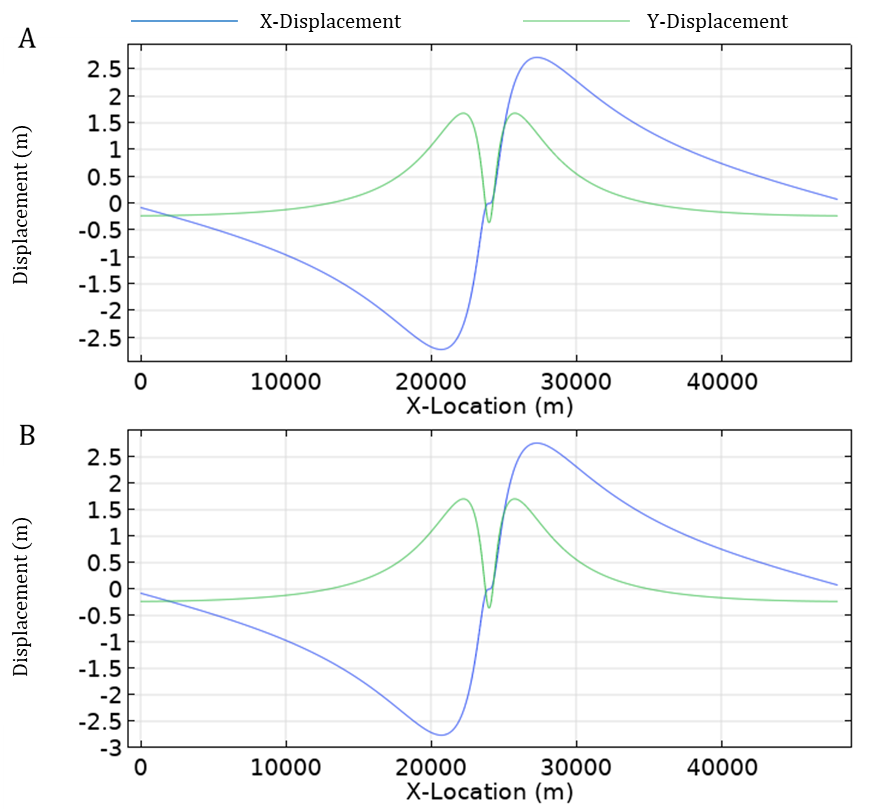 X-Displacement Y-Displacement
A
Displacement (m)
2.5
2
1.5
1
0.5
0
-0.5
-1
-1.5
-2
-2.5
0 10000 20000 30000 40000
X-Location (m)
B
Displacement (m)
2.5
2
1.5
1
0.5
0
-0.5
-1
-1.5
-2
-2.5
-3
0 10000 20000 30000 40000
X-Location (m)